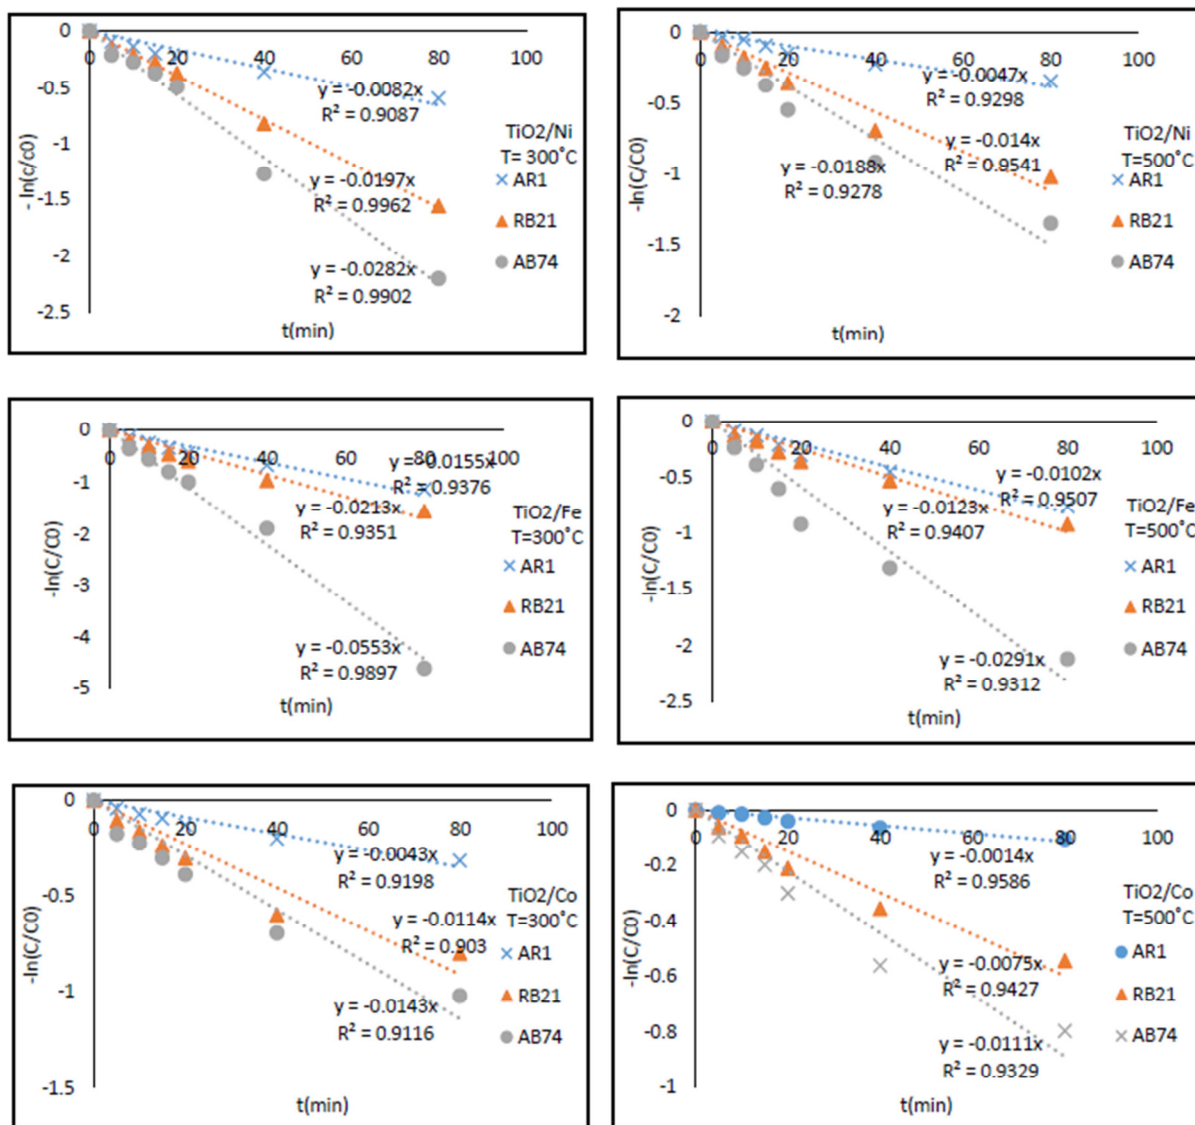 0
0 20 40 60 80 100
-0.5
-1
-1.5
-2
-2.5
- ln(c/c0)
t(min)
y = -0.0082x
R² = 0.9087
y = -0.0197x
R² = 0.9962
y = -0.0282x
R² = 0.9902
TiO2/Ni
T= 300°C
AR1
RB21
AB74
0
0 20 40 60 80 100
-0.5
-1
-1.5
-2
-ln(C/C0)
t(min)
y = -0.0047x
R² = 0.9298
y = -0.014x
R² = 0.9541
y = -0.0188x
R² = 0.9278
TiO2/Ni
T=500°C
AR1
RB21
AB74
0
0 20 40 60 80 100
-1
-2
-3
-4
-5
-ln(C/C0)
t(min)
y = -0.0155x
R² = 0.9376
y = -0.0213x
R² = 0.9351
y = -0.0553x
R² = 0.9897
TiO2/Fe
T=300°C
AR1
RB21
AB74
0
0 20 40 60 80 100
-0.5
-1
-1.5
-2
-2.5
-ln(C/C0)
t(min)
y = -0.0102x
R² = 0.9507
y = -0.0123x
R² = 0.9407
y = -0.0291x
R² = 0.9312
TiO2/Fe
T=500°C
AR1
RB21
AB74
0
0 20 40 60 80 100
-0.5
-1
-1.5
-ln(C/C0)
t(min)
y = -0.0043x
R² = 0.9198
y = -0.0114x
R² = 0.903
y = -0.0143x
R² = 0.9116
TiO2/Co
T=300°C
AR1
RB21
AB74
0
0 20 40 60 80 100
-0.2
-0.4
-0.6
-0.8
-1
-ln(C/C0)
t(min)
y = -0.0014x
R² = 0.9586
y = -0.0075x
R² = 0.9427
y = -0.0111x
R² = 0.9329
TiO2/Co
T=500°C
AR1
RB21
AB74